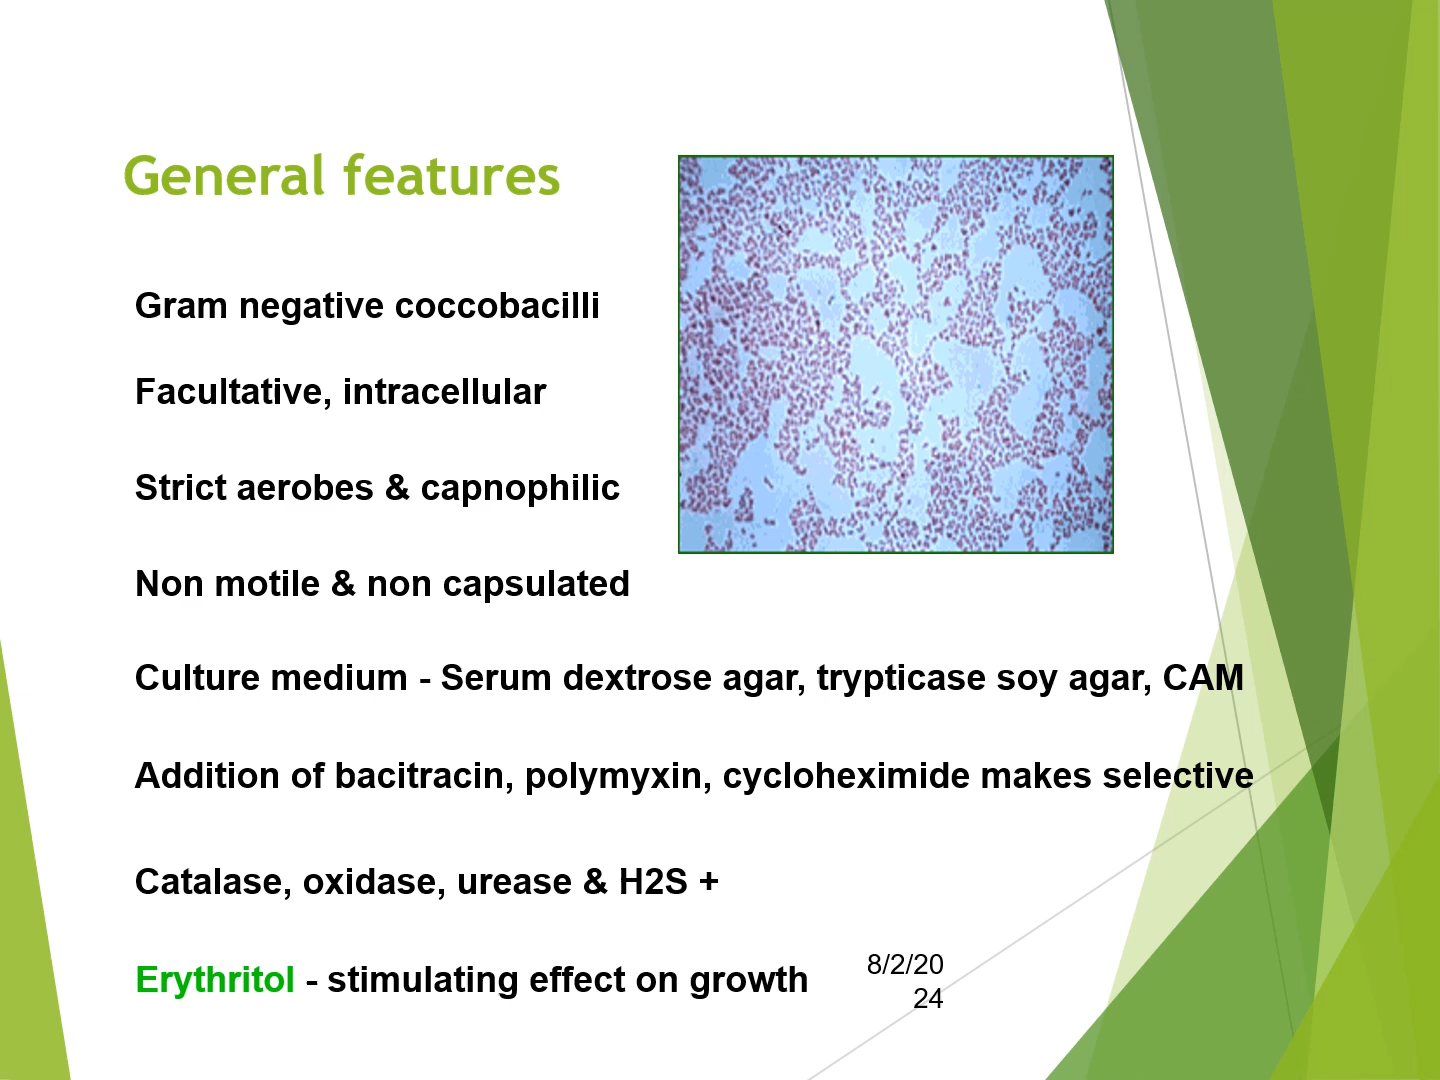 General features
Gram negative coccobacilli
Facultative, intracellular
Strict aerobes & capnophilic
Non motile & non capsulated
Culture medium - Serum dextrose agar, trypticase soy agar, CAM
Addition of bacitracin, polymyxin, cycloheximide makes selective
Catalase, oxidase, urease & H2S +
Erythritol - stimulating effect on growth
8/2/20
24